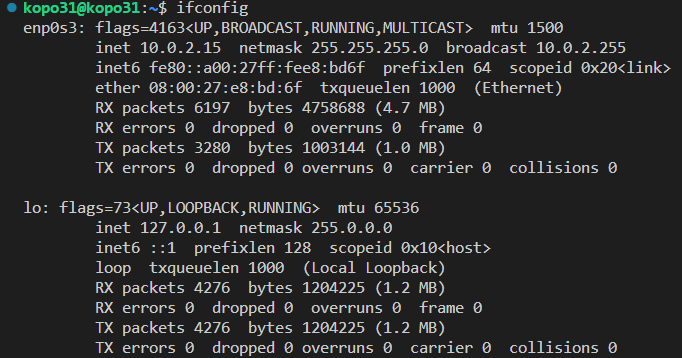 kopo31@kopo31:~$ ifconfig
enp0s3: flags=4163<UP,BROADCAST,RUNNING,MULTICAST>  mtu 1500
        inet 10.0.2.15  netmask 255.255.255.0  broadcast 10.0.2.255
        inet6 fe80::a00:27ff:fee8:bd6f  prefixlen 64  scopeid 0x20<link>
        ether 08:00:27:e8:bd:6f  txqueuelen 1000  (Ethernet)
        RX packets 6197  bytes 4758688 (4.7 MB)
        RX errors 0  dropped 0  overruns 0  frame 0
        TX packets 3280  bytes 1003144 (1.0 MB)
        TX errors 0  dropped 0 overruns 0  carrier 0  collisions 0

lo: flags=73<UP,LOOPBACK,RUNNING>  mtu 65536
        inet 127.0.0.1  netmask 255.0.0.0
        inet6 ::1  prefixlen 128  scopeid 0x10<host>
        loop  txqueuelen 1000  (Local Loopback)
        RX packets 4276  bytes 1204225 (1.2 MB)
        RX errors 0  dropped 0  overruns 0  frame 0
        TX packets 4276  bytes 1204225 (1.2 MB)
        TX errors 0  dropped 0 overruns 0  carrier 0  collisions 0